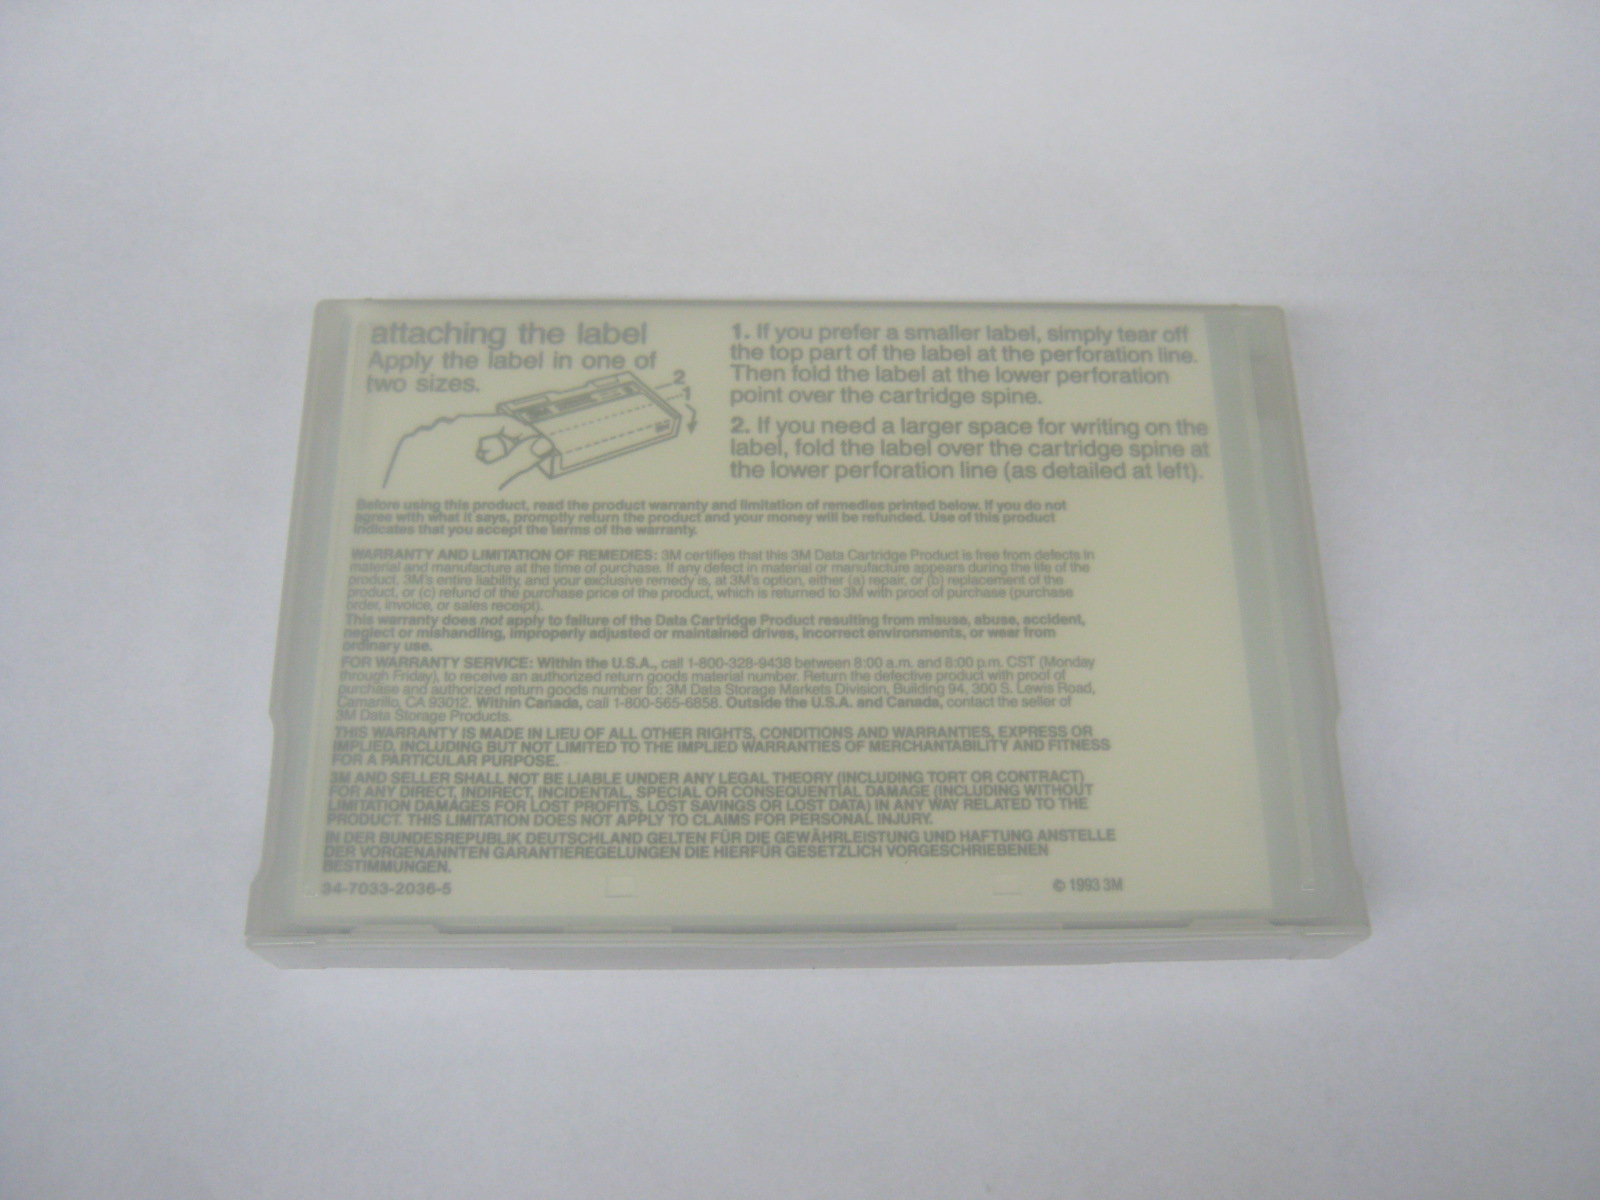 attaching the label
Apply the label in one of
two sizes.
2
1
1. If you prefer a smaller label, simply tear off
the top part of the label at the perforation line.
Then fold the label at the lower perforation
point over the cartridge spine.
2. If you need a larger space for writing on the
label, fold the label over the cartridge spine at
the lower perforation line (as detailed at left).
Before using this product, read the product warranty and limitation of remedies printed below. If you do not
agree with what it says, promptly return the product and your money will be refunded. Use of this product
indicates that you accept the terms of the warranty.
WARRANTY AND LIMITATION OF REMEDIES: 3M certifies that this 3M Data Cartridge Product is free from defects in
material and manufacture at the time of purchase. If any defect in material or manufacture appears during the life of the
product, 3M's entire liability, and your exclusive remedy is, at 3M's option, either (a) repair, or (b) replacement of the
product, or (c) refund of the purchase price of the product, which is returned to 3M with proof of purchase (purchase
order, invoice, or sales receipt).
This warranty does not apply to failure of the Data Cartridge Product resulting from misuse, abuse, accident,
neglect or mishandling, improperly adjusted or maintained drives, incorrect environments, or wear from
ordinary use.
FOR WARRANTY SERVICE: Within the U.S.A., call 1-800-328-9438 between 8:00 a.m. and 8:00 p.m. CST (Monday
through Friday), to receive an authorized return goods material number. Return the defective product with proof of
purchase and authorized return goods number to: 3M Data Storage Markets Division, Building 94, 300 S. Lewis Road,
Camarillo, CA 93012. Within Canada, call 1-800-565-6858. Outside the U.S.A. and Canada, contact the seller of
3M Data Storage Products.
THIS WARRANTY IS MADE IN LIEU OF ALL OTHER RIGHTS, CONDITIONS AND WARRANTIES, EXPRESS OR
IMPLIED, INCLUDING BUT NOT LIMITED TO THE IMPLIED WARRANTIES OF MERCHANTABILITY AND FITNESS
FOR A PARTICULAR PURPOSE.
3M AND SELLER SHALL NOT BE LIABLE UNDER ANY LEGAL THEORY (INCLUDING TORT OR CONTRACT)
FOR ANY DIRECT, INDIRECT, INCIDENTAL, SPECIAL OR CONSEQUENTIAL DAMAGE (INCLUDING WITHOUT
LIMITATION DAMAGES FOR LOST PROFITS, LOST SAVINGS OR LOST DATA) IN ANY WAY RELATED TO THE
PRODUCT. THIS LIMITATION DOES NOT APPLY TO CLAIMS FOR PERSONAL INJURY.
IN DER BUNDESREPUBLIK DEUTSCHLAND GELTEN FÜR DIE GEWÄHRLEISTUNG UND HAFTUNG ANSTELLE
DER VORGENANNTEN GARANTIEREGELUNGEN DIE HIERFÜR GESETZLICH VORGESCHRIEBENEN
BESTIMMUNGEN.
34-7033-2036-5
© 1993 3M